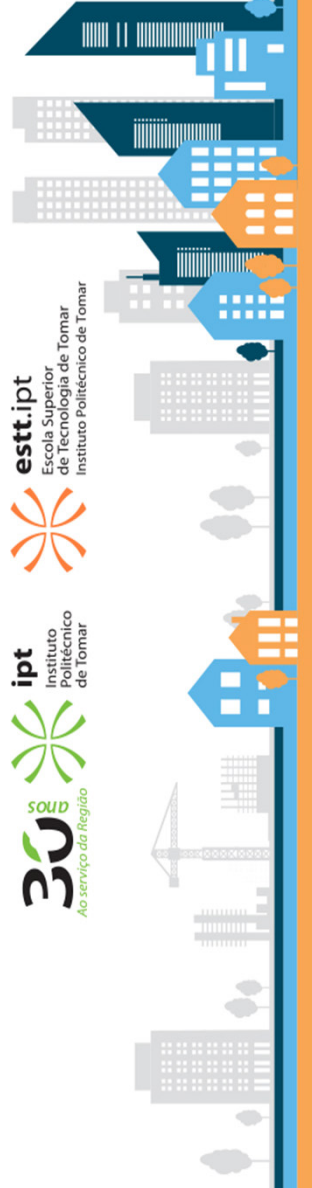 30 anos
Ao serviço da Região
ipt
Instituto
Politécnico
de Tomar
estt.ipt
Escola Superior
de Tecnologia de Tomar
Instituto Politécnico de Tomar